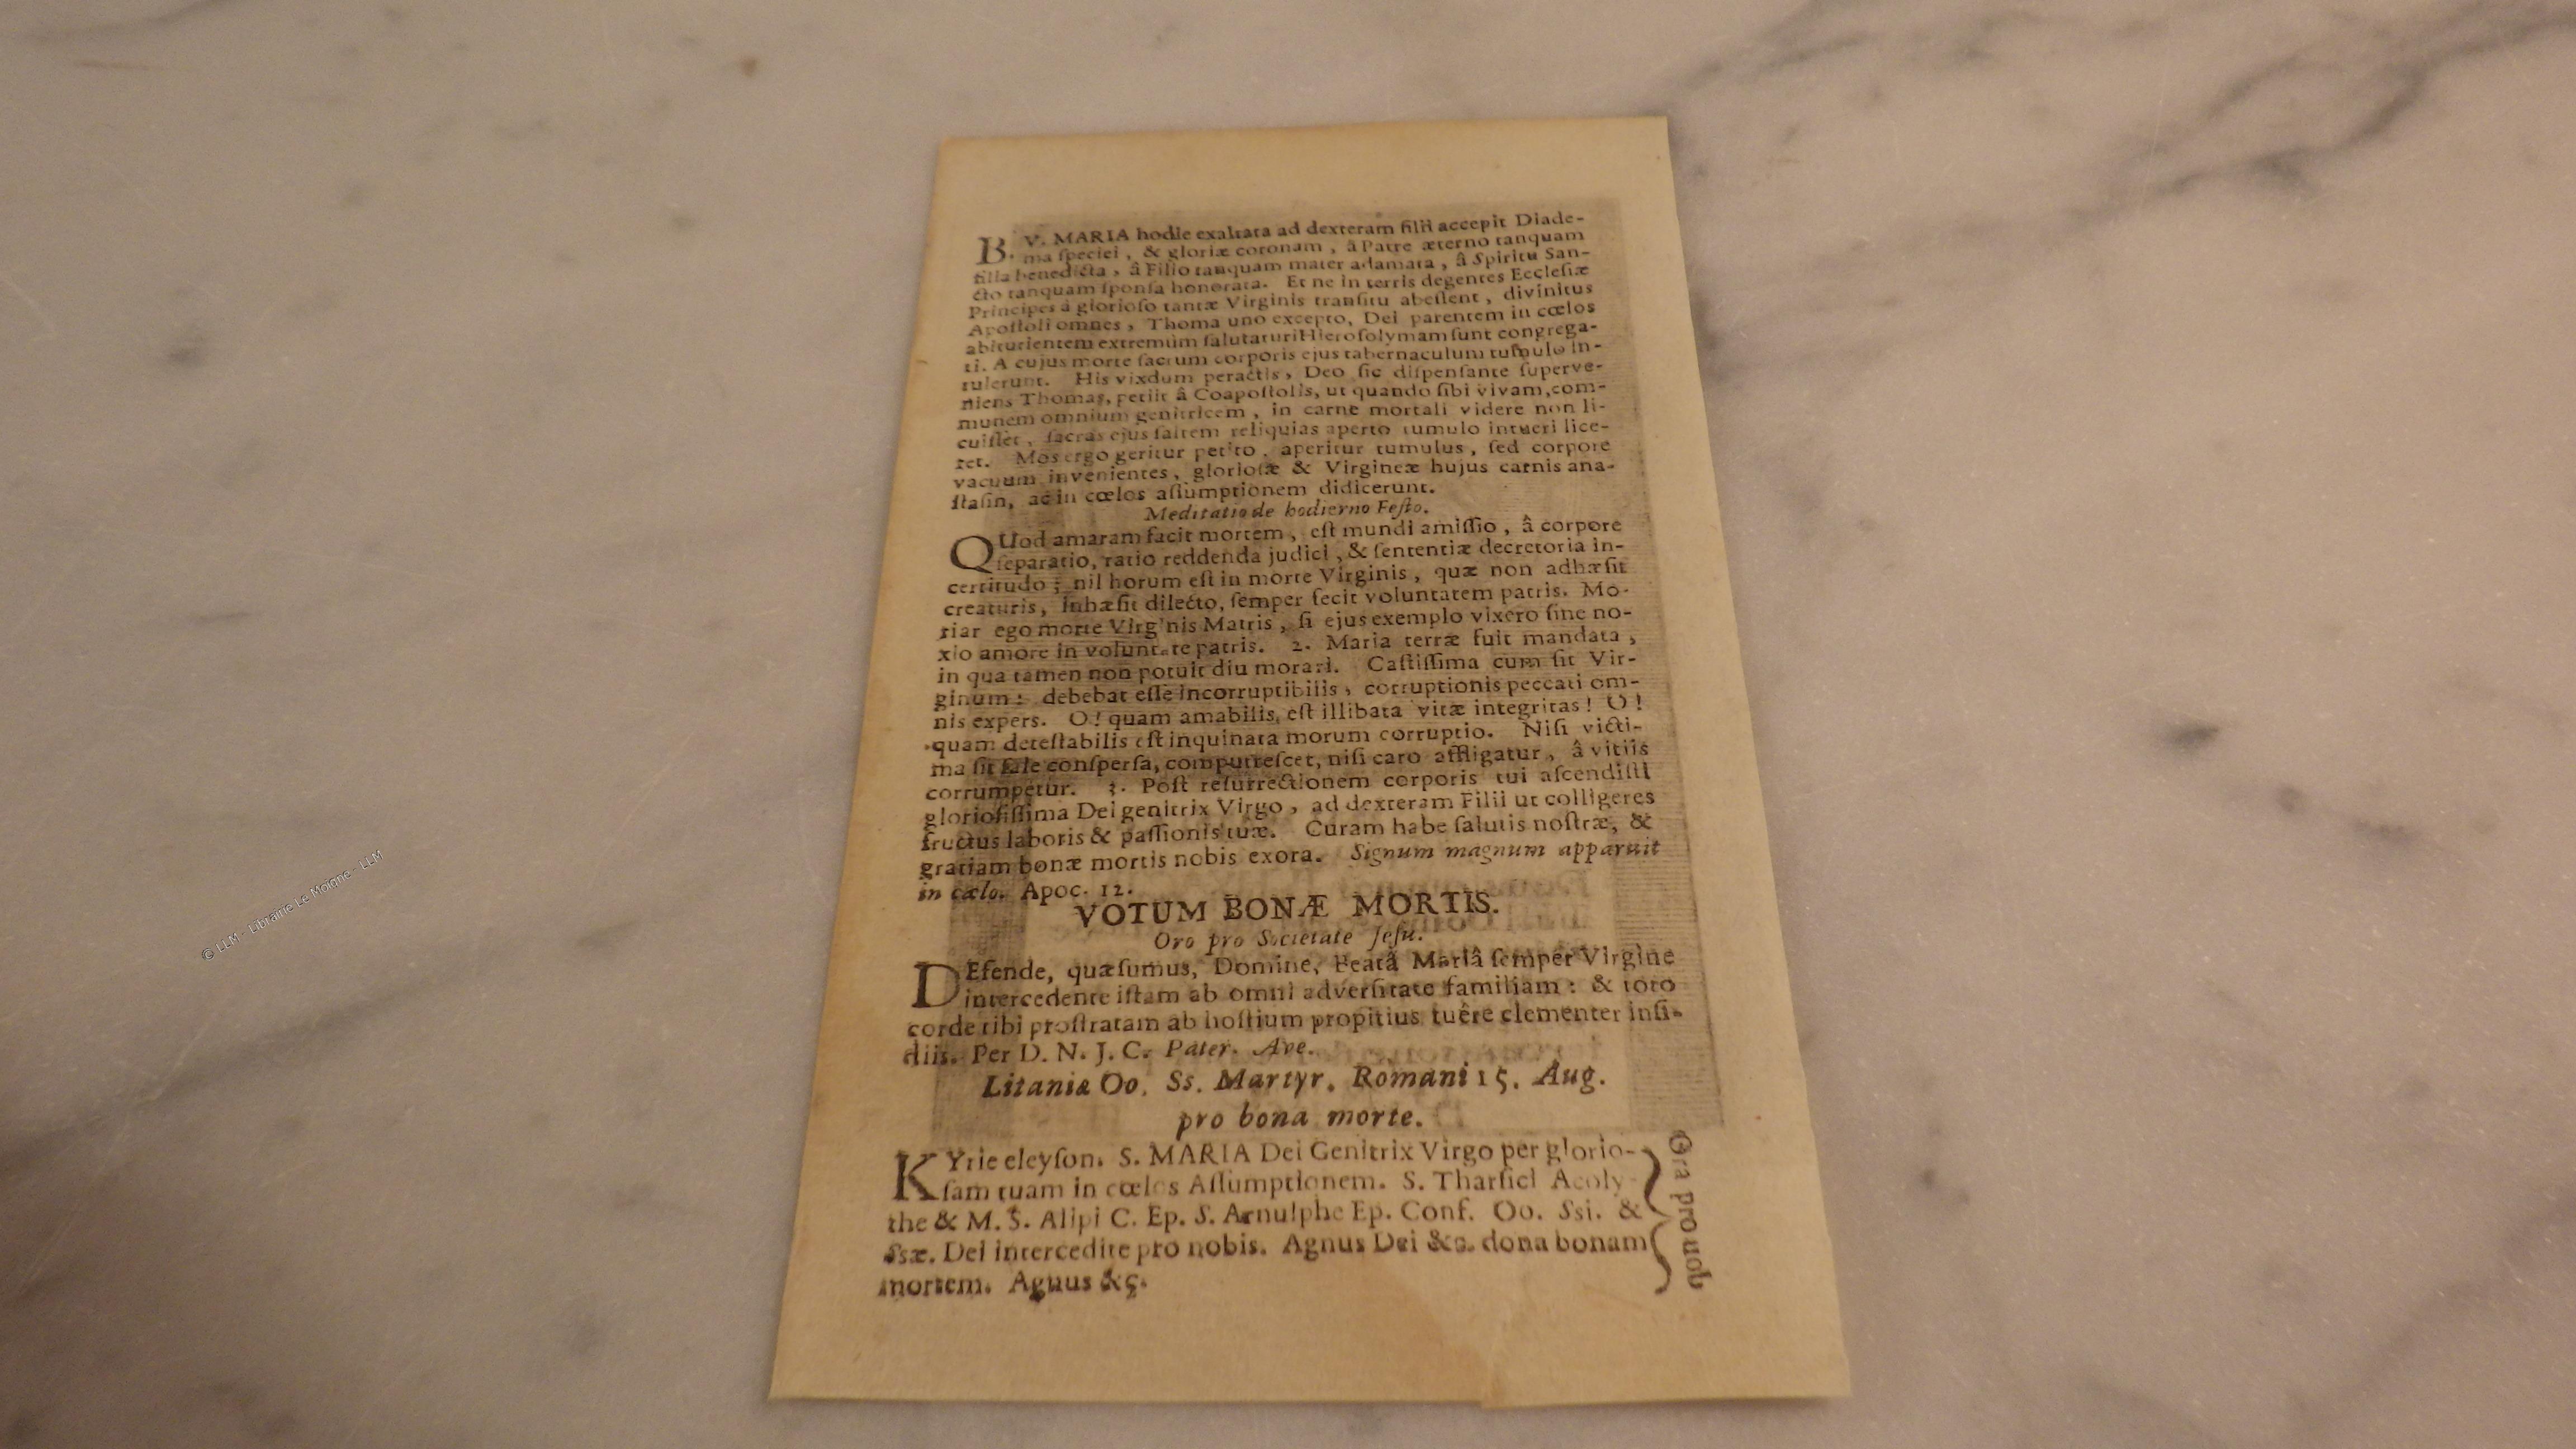 B. V. MARIA hodie exaltata ad dexteram filii accepit Diade-
ma ſpeciei, & gloriæ coronam, â Patre æterno tanquam
filia benedicta, â Filio tanquam mater adamata, â Spiritu San-
cto tanquam ſponſa honorata. Et ne in terris degentes Eccleſiæ
Principes â glorioſo tantæ Virginis tranſitu abeſſent, divinitus
Apoſtoli omnes, Thoma uno excepto, Dei parentem in cœlos
abiturientem extremùm ſalutaturi Hieroſolymam ſunt congrega-
ti. A cujus morte ſacrum corporis ejus tabernaculum tumulo in-
tulerunt. His vixdum peractis, Deo ſic diſpenſante ſuperve-
niens Thomas, petiit â Coapoſtolis, ut quando ſibi vivam, com-
munem omnium genitricem, in carne mortali videre non li-
cuiſſet, ſacras ejus ſaltem reliquias aperto tumulo intueri lice-
ret. Mos ergo geritur petito, aperitur tumulus, ſed corpore
vacuum invenientes, glorioſæ & Virgineæ hujus carnis ana-
ſtaſin, ac in cœlos aſſumptionem didicerunt.
Meditatio de hodierno Feſto.
QUod amaram facit mortem, eſt mundi amiſſio, â corpore
ſeparatio, ratio reddenda judici, & ſententiæ decretoria in-
certitudo; nil horum eſt in morte Virginis, quæ non adhæſit
creaturis, inhæſit dilecto, ſemper fecit voluntatem patris. Mo-
riar ego morte Virg'nis Matris, ſi ejus exemplo vixero ſine no-
xio amore in voluntate patris. 2. Maria terræ fuit mandata,
in qua tamen non potuit diu morari. Caſtiſſima cum ſit Vir-
ginum: debebat eſſe incorruptibilis, corruptionis peccati om-
nis expers. O! quam amabilis, eſt illibata vitæ integritas! O!
quam deteſtabilis eſt inquinata morum corruptio. Niſi victi-
ma ſit ſale conſperſa, computreſcet, niſi caro affligatur, â vitiis
corrumpetur. 3. Poſt reſurrectionem corporis tui aſcendiſti
glorioſiſſima Dei genitrix Virgo, ad dexteram Filii ut colligeres
fructus laboris & paſſionis tuæ. Curam habe ſalutis noſtræ, &
gratiam bonæ mortis nobis exora. Signum magnum apparuit
in cœlo. Apoc. 12.
VOTUM BONÆ MORTIS.
Oro pro Societate Jeſu.
DEfende, quæſumus, Domine, Beatâ Mariâ ſemper Virgine
intercedente iſtam ab omni adverſitate familiam: & toto
corde tibi proſtratam ab hoſtium propitius tuêre clementer inſi-
diis. Per D. N. J. C. Pater. Ave.
Litaniæ Oo. Ss. Martyr. Romani 15. Aug.
pro bona morte.
KYrie eleyſon. S. MARIA Dei Genitrix Virgo per glorio-
ſam tuam in cœlos Aſſumptionem. S. Tharſici Acoly-
the & M. S. Alipi C. Ep. S. Arnulphe Ep. Conf. Oo. Ssi. &
Ssæ. Dei intercedite pro nobis. Agnus Dei &c. dona bonam
mortem. Agnus &c.
Ora pro nob
© LLM - Librairie Le Moigne - LLM